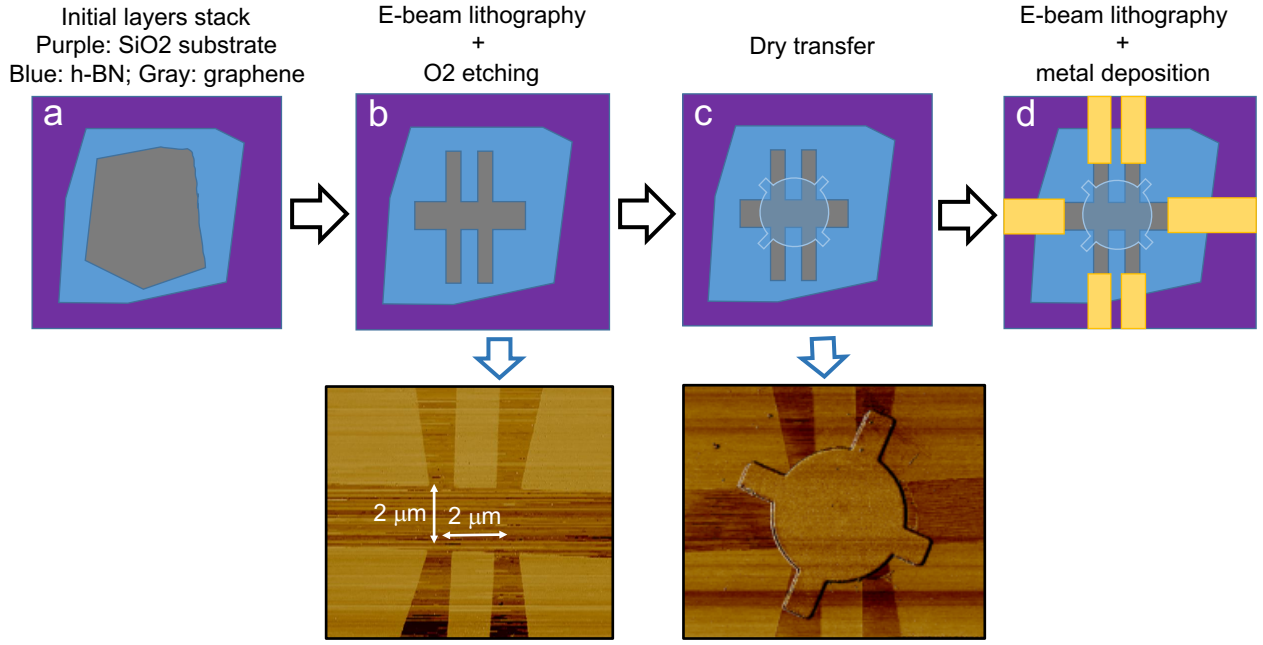 Initial layers stack
Purple: SiO2 substrate
Blue: h-BN; Gray: graphene
E-beam lithography
+
O2 etching
Dry transfer
E-beam lithography
+
metal deposition
a
b
c
d
2 μm
2 μm